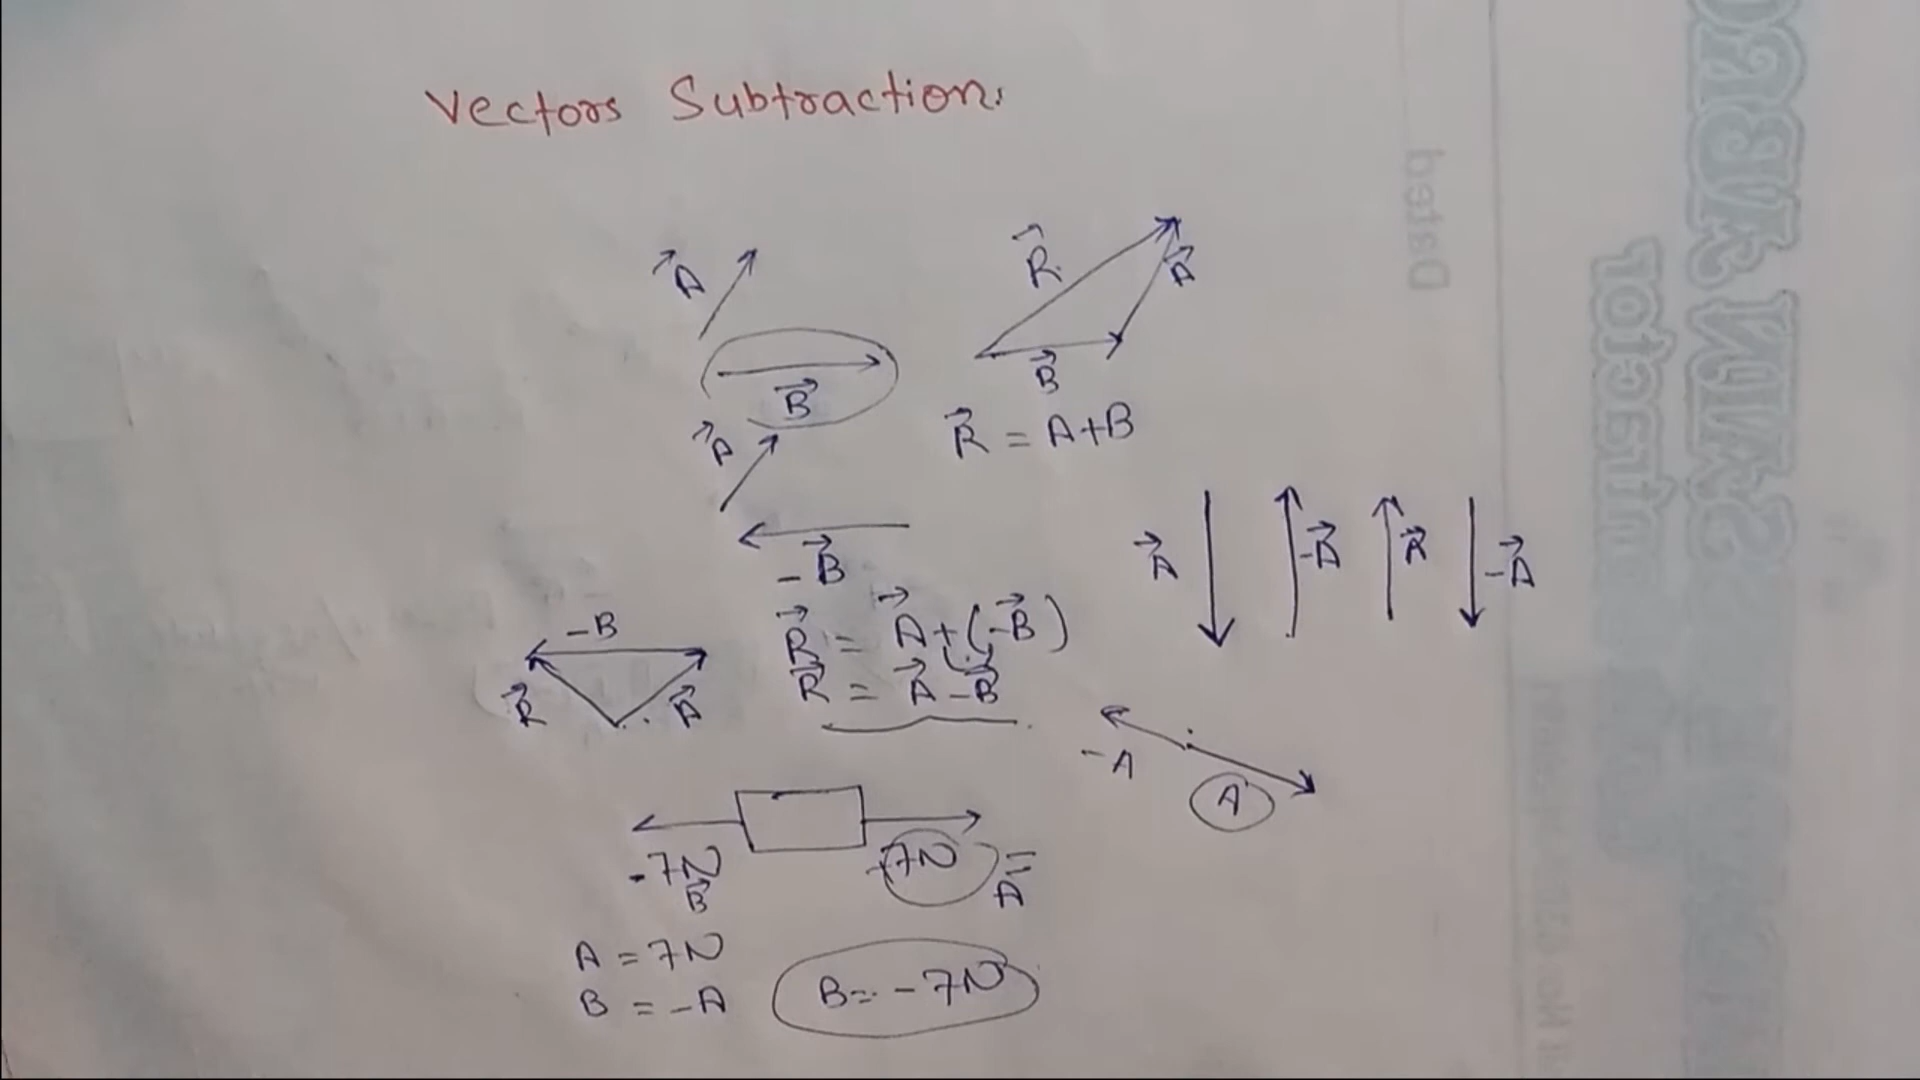 Vectors Subtraction.
A
R
A
B
B
R = A+B
A
-B
A
-A
A
-A
-B
R = A+(-B)
R
A
R = A-B
-A
A
-7N
+7N = A
B
A = 7N
B = -A
B = -7N
Dated